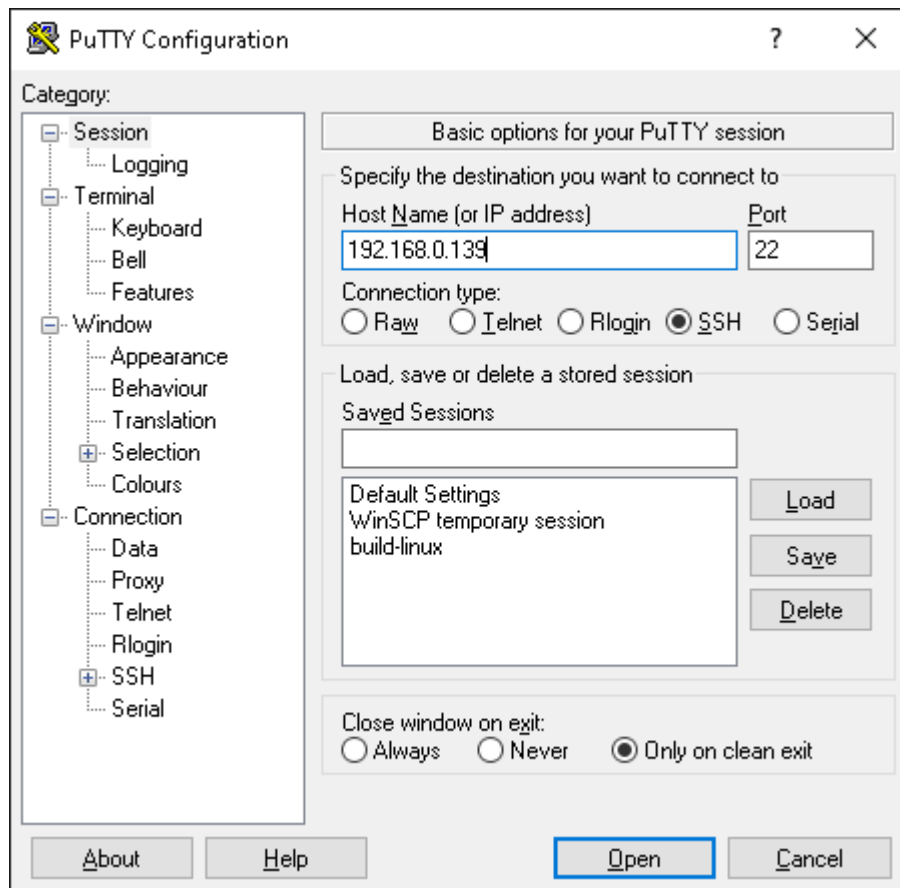 PuTTY Configuration
?
Category:
Session
Logging
Terminal
Keyboard
Bell
Features
Window
Appearance
Behaviour
Translation
Selection
Colours
Connection
Data
Proxy
Telnet
Rlogin
SSH
Serial
Basic options for your PuTTY session
Specify the destination you want to connect to
Host Name (or IP address) Port
192.168.0.139 22
Connection type:
Raw Telnet Rlogin SSH Serial
Load, save or delete a stored session
Saved Sessions
Default Settings
WinSCP temporary session
build-linux
Load
Save
Delete
Close window on exit:
Always Never Only on clean exit
About Help Open Cancel